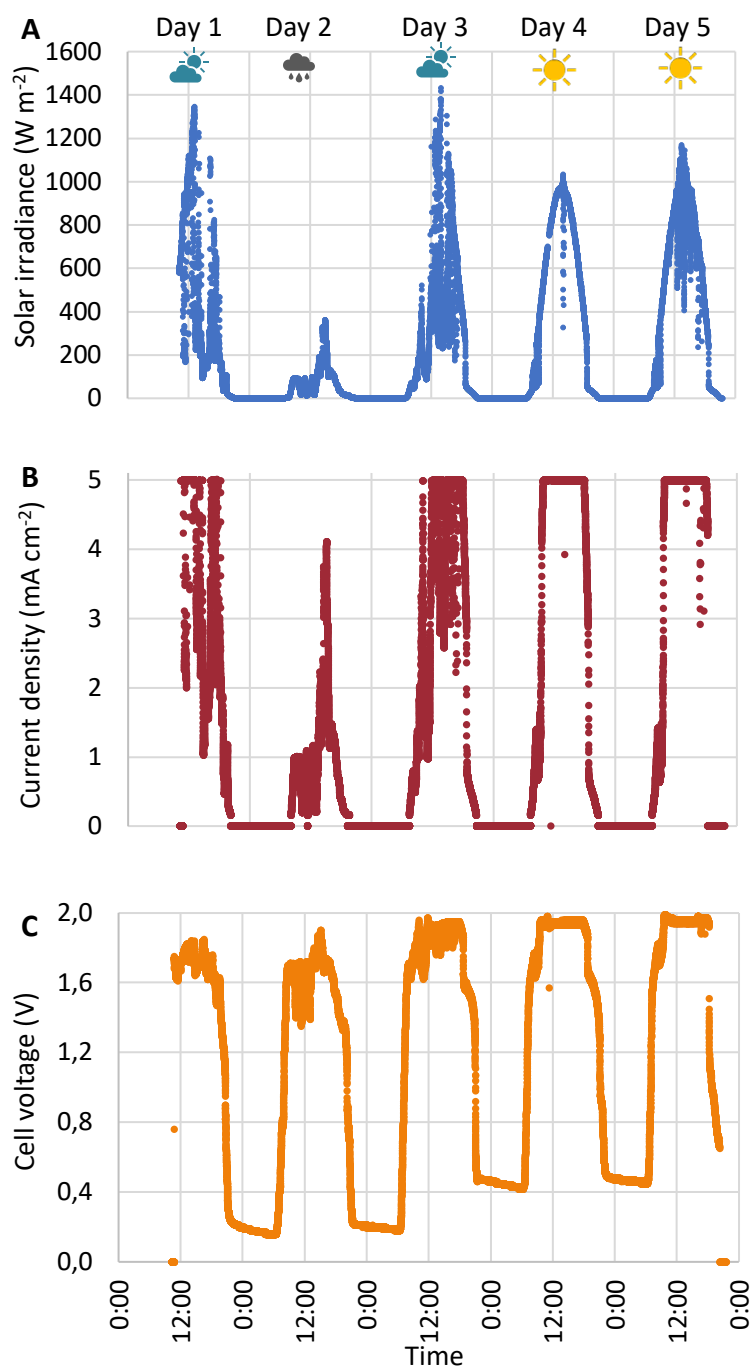 Day 1 Day 2 Day 3 Day 4 Day 5
A
Solar irradiance (W m-2)
1600
1400
1200
1000
800
600
400
200
0
B
Current density (mA cm-2)
5
4
3
2
1
0
C
Cell voltage (V)
2,0
1,6
1,2
0,8
0,4
0,0
0:00 12:00 0:00 12:00 0:00 12:00 0:00 12:00 0:00 12:00 0:00
Time